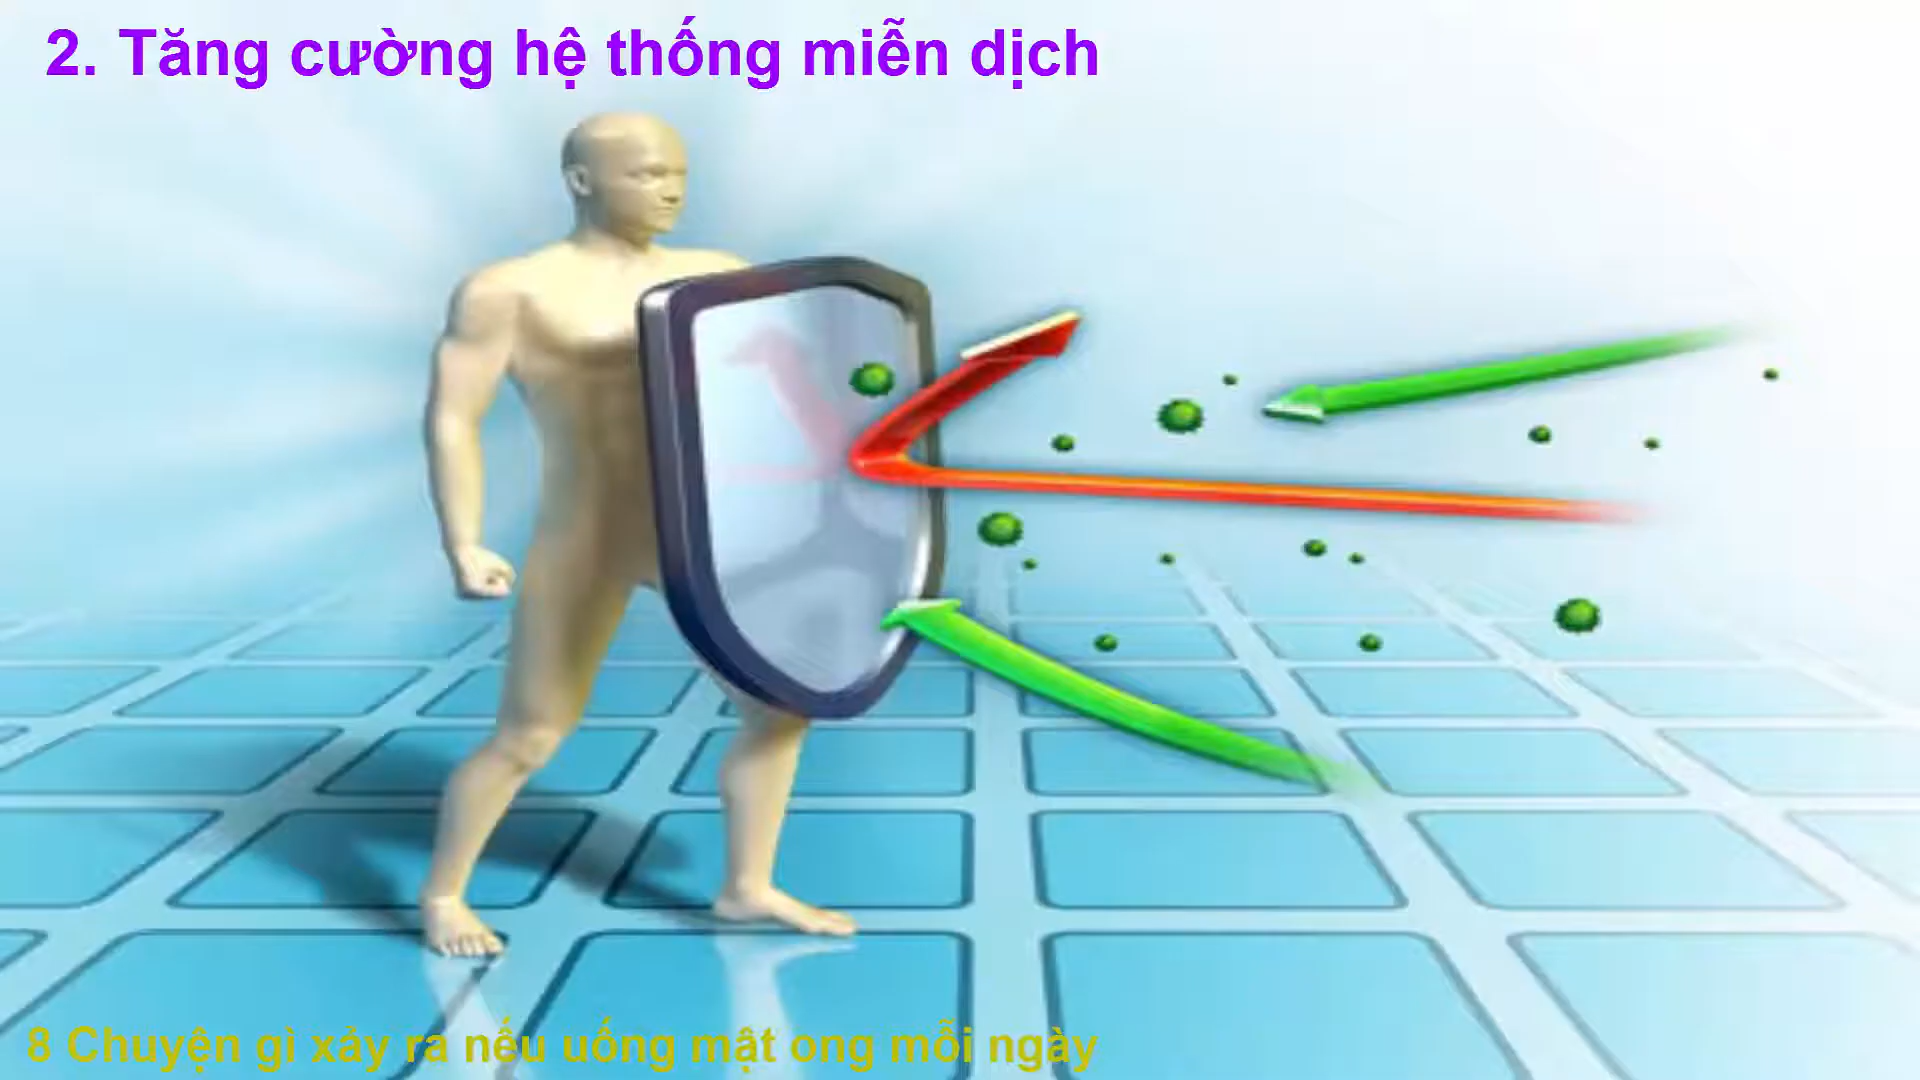 2. Tăng cường hệ thống miễn dịch
8 Chuyện gì xảy ra nếu uống mật ong mỗi ngày